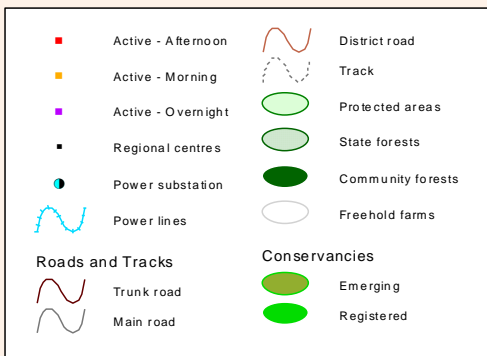 Active - Afternoon
Active - Morning
Active - Overnight
Regional centres
Power substation
Power lines
Roads and Tracks
Trunk road
Main road
District road
Track
Protected areas
State forests
Community forests
Freehold farms
Conservancies
Emerging
Registered